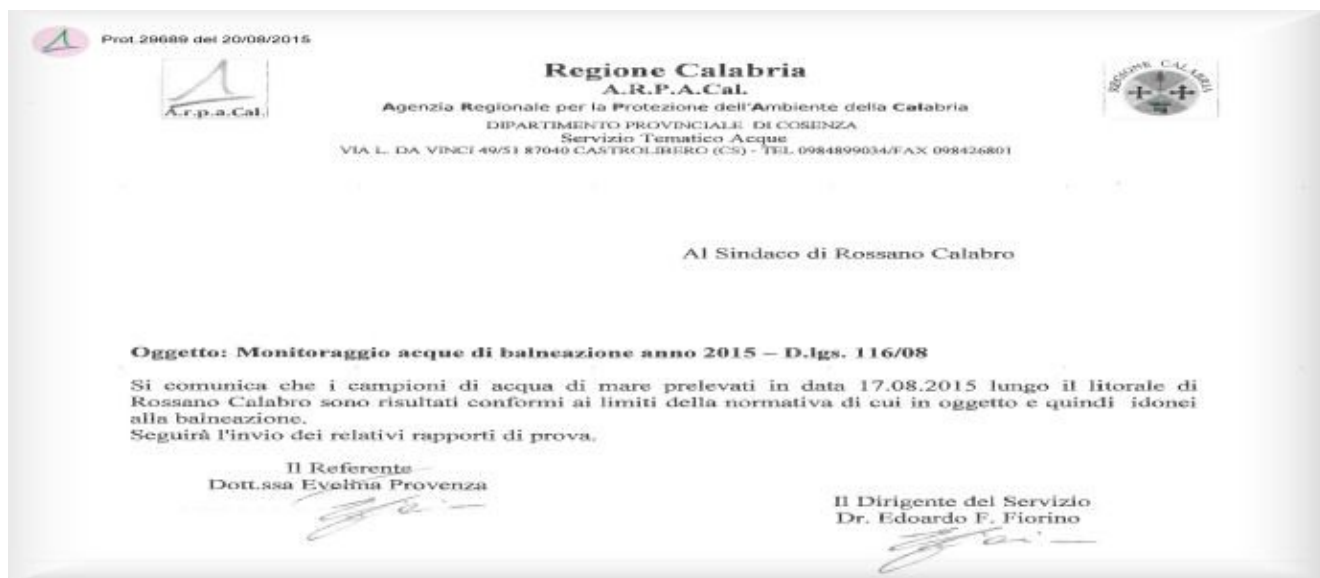 Prot.29689 del 20/08/2015
A.r.p.a.Cal.
Regione Calabria
A.R.P.A.Cal.
Agenzia Regionale per la Protezione dell'Ambiente della Calabria
DIPARTIMENTO PROVINCIALE DI COSENZA
Servizio Tematico Acque
VIA L. DA VINCI 49/51 87040 CASTROLIBERO (CS) - TEL 0984899034/FAX 098426801
REGIONE CALABRIA
Al Sindaco di Rossano Calabro
Oggetto: Monitoraggio acque di balneazione anno 2015 – D.lgs. 116/08
Si comunica che i campioni di acqua di mare prelevati in data 17.08.2015 lungo il litorale di
Rossano Calabro sono risultati conformi ai limiti della normativa di cui in oggetto e quindi idonei
alla balneazione.
Seguirà l'invio dei relativi rapporti di prova.
Il Referente
Dott.ssa Evelina Provenza
Il Dirigente del Servizio
Dr. Edoardo F. Fiorino